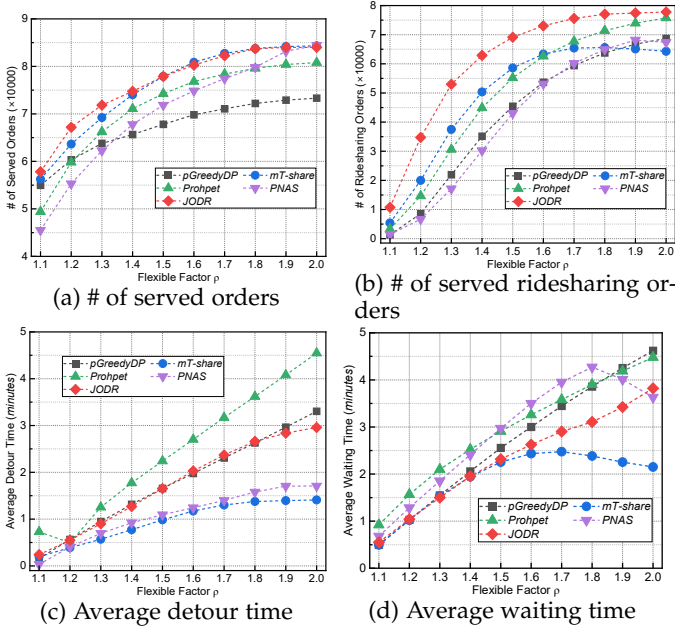 # of Served Orders (×10000)
9
8
7
6
5
4
pGreedyDP
mT-share
Prohpet
PNAS
JODR
1.1 1.2 1.3 1.4 1.5 1.6 1.7 1.8 1.9 2.0
Flexible Factor ρ
(a) # of served orders
# of Ridesharing Orders (×10000)
8
7
6
5
4
3
2
1
0
pGreedyDP
mT-share
Prohpet
PNAS
JODR
1.1 1.2 1.3 1.4 1.5 1.6 1.7 1.8 1.9 2.0
Flexible Factor ρ
(b) # of served ridesharing or-
ders
Average Detour Time (minutes)
5
4
3
2
1
0
pGreedyDP
mT-share
Prohpet
PNAS
JODR
1.1 1.2 1.3 1.4 1.5 1.6 1.7 1.8 1.9 2.0
Flexible Factor ρ
(c) Average detour time
Average Waiting Time (minutes)
5
4
3
2
1
0
pGreedyDP
mT-share
Prohpet
PNAS
JODR
1.1 1.2 1.3 1.4 1.5 1.6 1.7 1.8 1.9 2.0
Flexible Factor ρ
(d) Average waiting time